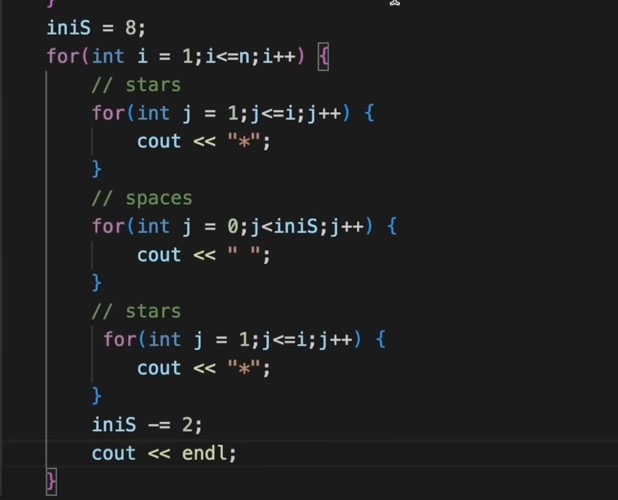 }
iniS = 8;
for(int i = 1;i<=n;i++) {
    // stars
    for(int j = 1;j<=i;j++) {
        cout << "*";
    }
    // spaces
    for(int j = 0;j<iniS;j++) {
        cout << " ";
    }
    // stars
     for(int j = 1;j<=i;j++) {
        cout << "*";
    }
    iniS -= 2;
    cout << endl;
}